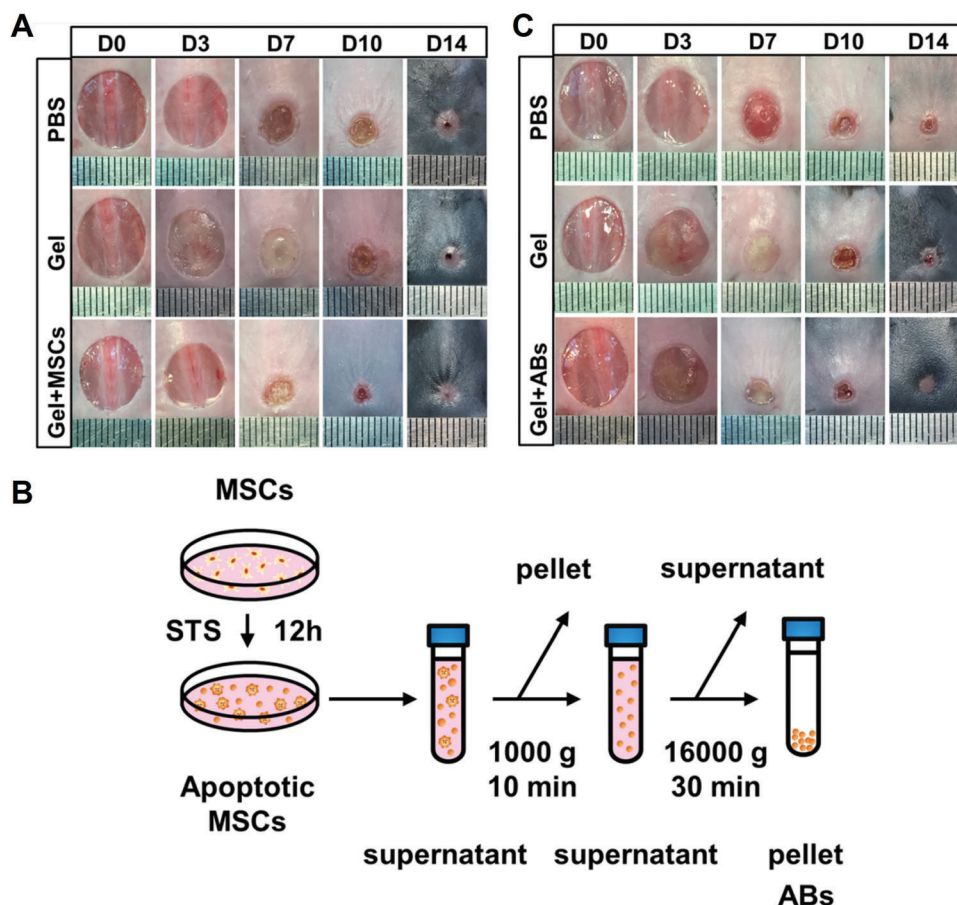 A
D0 D3 D7 D10 D14
PBS
Gel
Gel+MSCs
C
D0 D3 D7 D10 D14
PBS
Gel
Gel+ABs
B
MSCs
STS 12h
Apoptotic
MSCs
pellet
supernatant
1000 g
10 min
16000 g
30 min
supernatant
supernatant
pellet
ABs